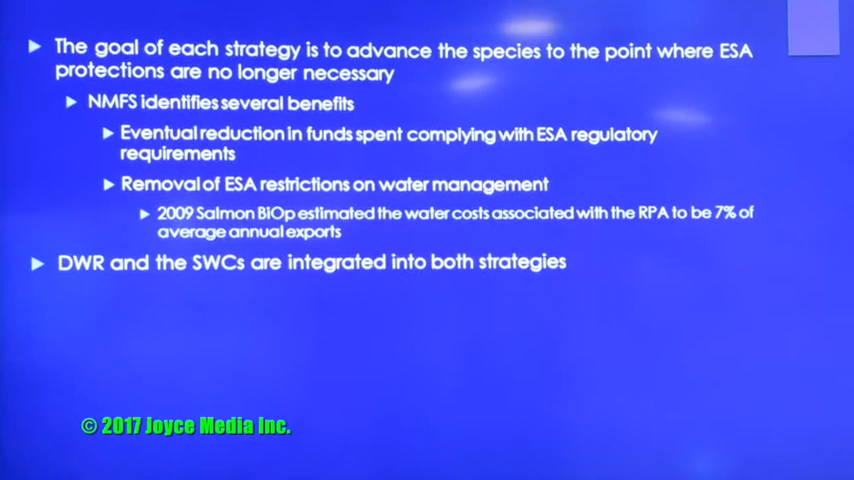 The goal of each strategy is to advance the species to the point where ESA
protections are no longer necessary
NMFS identifies several benefits
Eventual reduction in funds spent complying with ESA regulatory
requirements
Removal of ESA restrictions on water management
2009 Salmon BiOp estimated the water costs associated with the RPA to be 7% of
average annual exports
DWR and the SWCs are integrated into both strategies
© 2017 Joyce Media Inc.